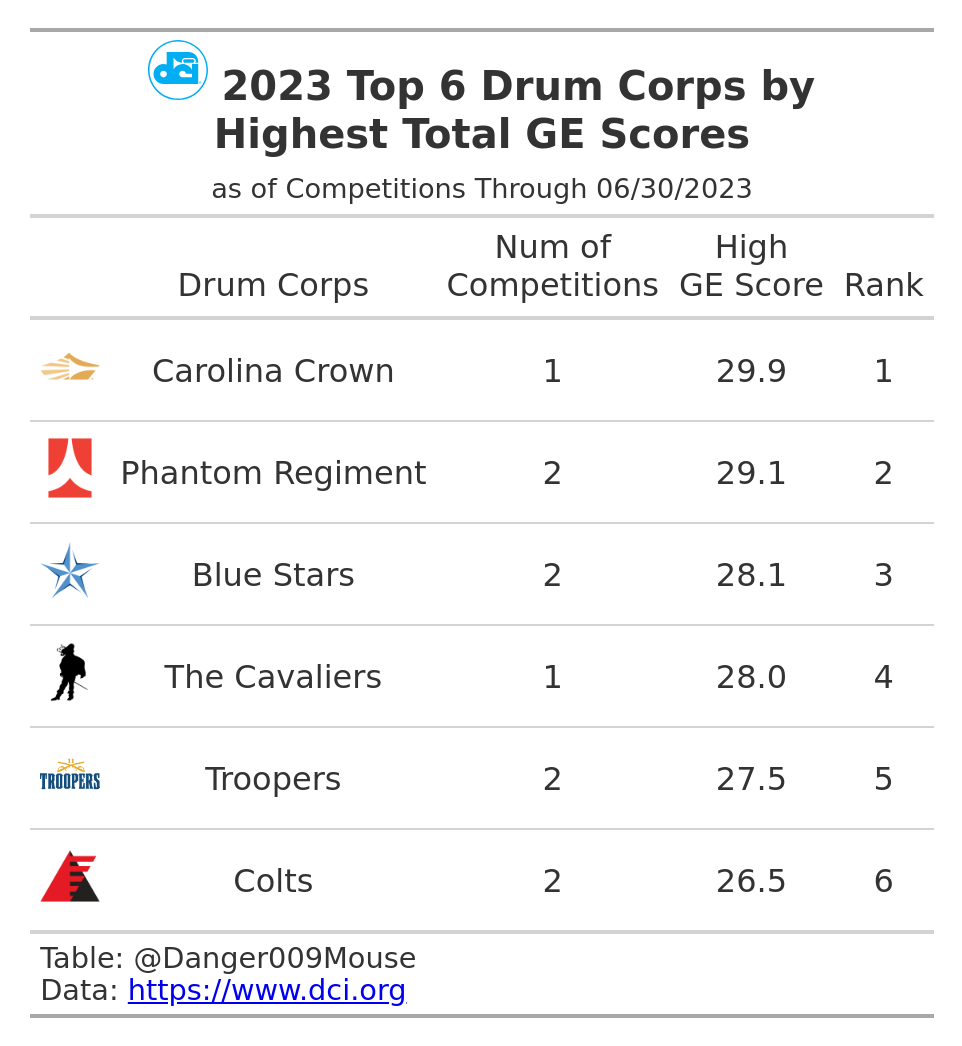 dci
2023 Top 6 Drum Corps by
Highest Total GE Scores
as of Competitions Through 06/30/2023
Drum Corps Num of Competitions High GE Score Rank
Carolina Crown 1 29.9 1
Phantom Regiment 2 29.1 2
Blue Stars 2 28.1 3
The Cavaliers 1 28.0 4
TROOPERS Troopers 2 27.5 5
Colts 2 26.5 6
Table: @Danger009Mouse
Data: https://www.dci.org